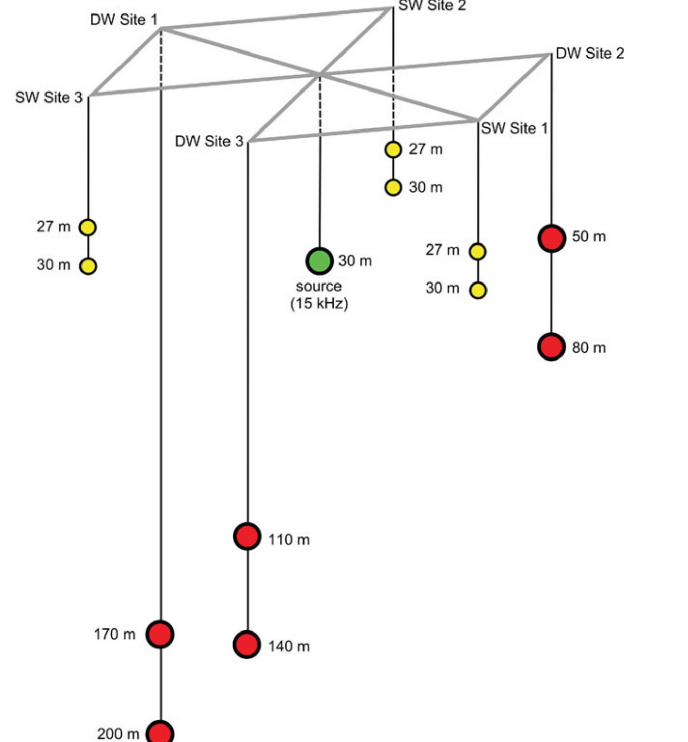 SW Site 2
DW Site 1
DW Site 2
SW Site 3
SW Site 1
DW Site 3
27 m
30 m
27 m
30 m
50 m
27 m
30 m
30 m
source
(15 kHz)
80 m
110 m
170 m
140 m
200 m